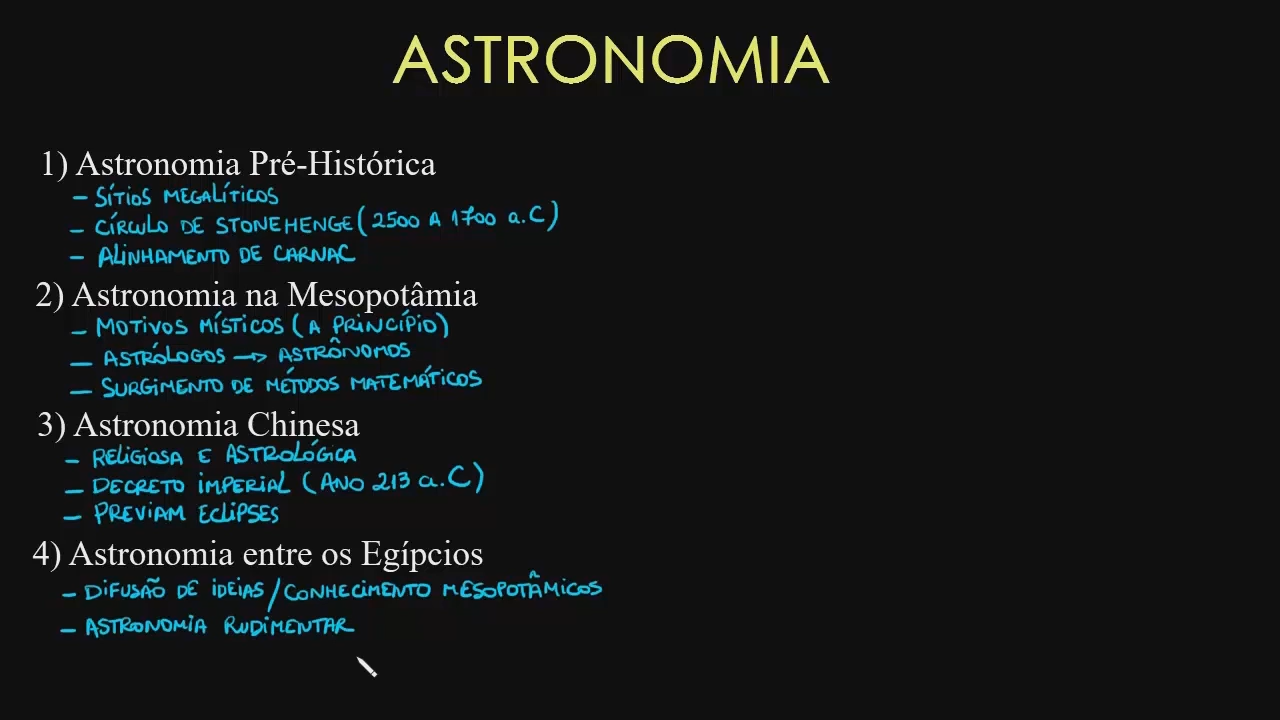 ASTRONOMIA
1) Astronomia Pré-Histórica
- SÍTIOS MEGALÍTICOS
- CÍRCULO DE STONEHENGE (2500 A 1700 a.C)
- ALINHAMENTO DE CARNAC
2) Astronomia na Mesopotâmia
- MOTIVOS MÍSTICOS (A PRINCÍPIO)
- ASTRÓLOGOS -> ASTRÔNOMOS
- SURGIMENTO DE MÉTODOS MATEMÁTICOS
3) Astronomia Chinesa
- RELIGIOSA E ASTROLÓGICA
- DECRETO IMPERIAL (ANO 213 a.C)
- PREVIAM ECLIPSES
4) Astronomia entre os Egípcios
- DIFUSÃO DE IDEIAS/CONHECIMENTO MESOPOTÂMICOS
- ASTRONOMIA RUDIMENTAR